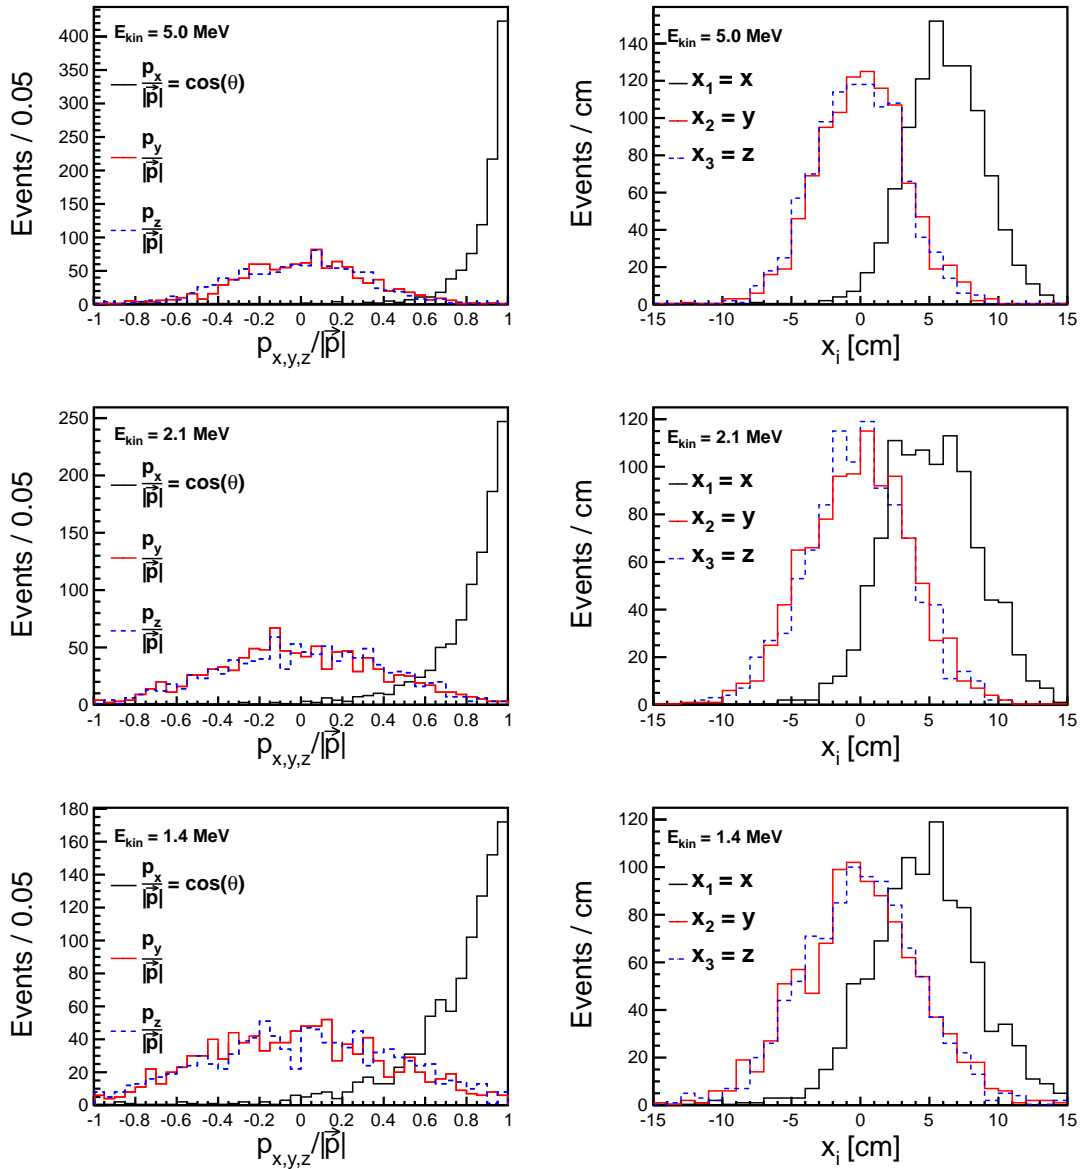 Events / 0.05
400
350
300
250
200
150
100
50
0
E_kin = 5.0 MeV
p_x/|p⃗| = cos(θ)
p_y/|p⃗|
p_z/|p⃗|
-1 -0.8 -0.6 -0.4 -0.2 0 0.2 0.4 0.6 0.8 1
p_x,y,z/|p⃗|
Events / cm
140
120
100
80
60
40
20
0
E_kin = 5.0 MeV
x_1 = x
x_2 = y
x_3 = z
-15 -10 -5 0 5 10 15
x_i [cm]
Events / 0.05
250
200
150
100
50
0
E_kin = 2.1 MeV
p_x/|p⃗| = cos(θ)
p_y/|p⃗|
p_z/|p⃗|
-1 -0.8 -0.6 -0.4 -0.2 0 0.2 0.4 0.6 0.8 1
p_x,y,z/|p⃗|
Events / cm
120
100
80
60
40
20
0
E_kin = 2.1 MeV
x_1 = x
x_2 = y
x_3 = z
-15 -10 -5 0 5 10 15
x_i [cm]
Events / 0.05
180
160
140
120
100
80
60
40
20
0
E_kin = 1.4 MeV
p_x/|p⃗| = cos(θ)
p_y/|p⃗|
p_z/|p⃗|
-1 -0.8 -0.6 -0.4 -0.2 0 0.2 0.4 0.6 0.8 1
p_x,y,z/|p⃗|
Events / cm
120
100
80
60
40
20
0
E_kin = 1.4 MeV
x_1 = x
x_2 = y
x_3 = z
-15 -10 -5 0 5 10 15
x_i [cm]